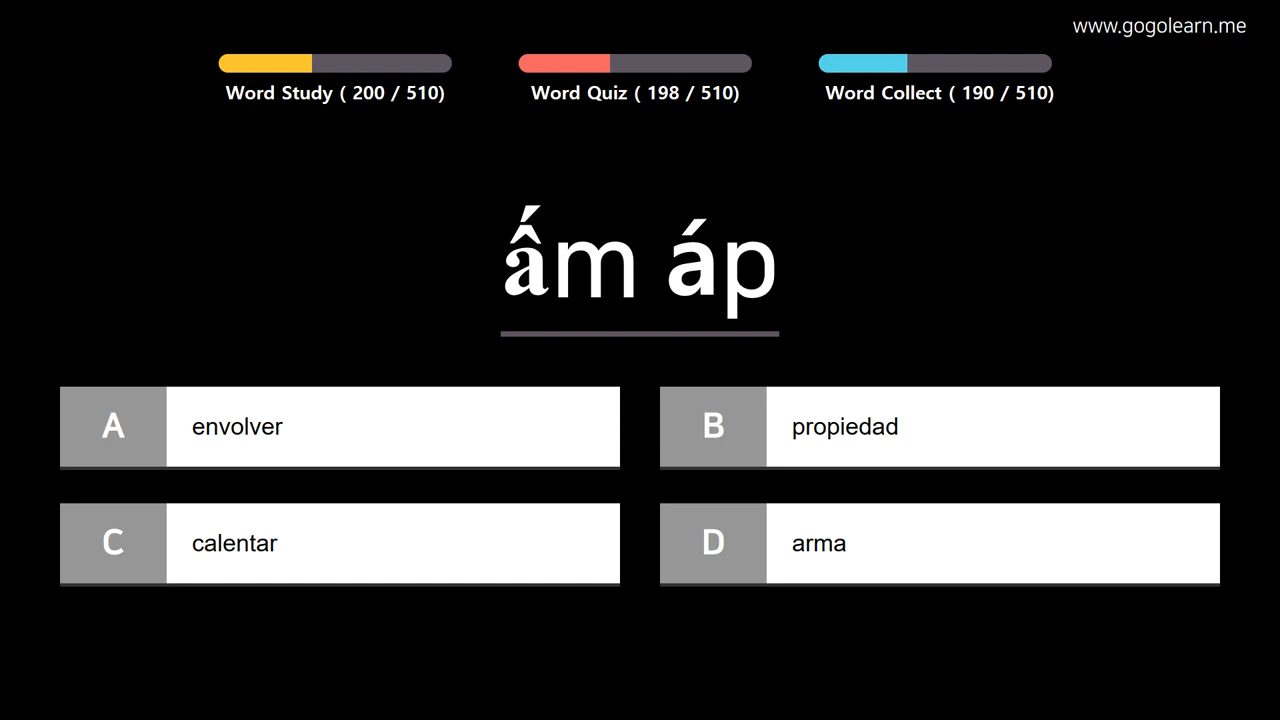 www.gogolearn.me
Word Study ( 200 / 510)
Word Quiz ( 198 / 510)
Word Collect ( 190 / 510)
ấm áp
A envolver
B propiedad
C calentar
D arma